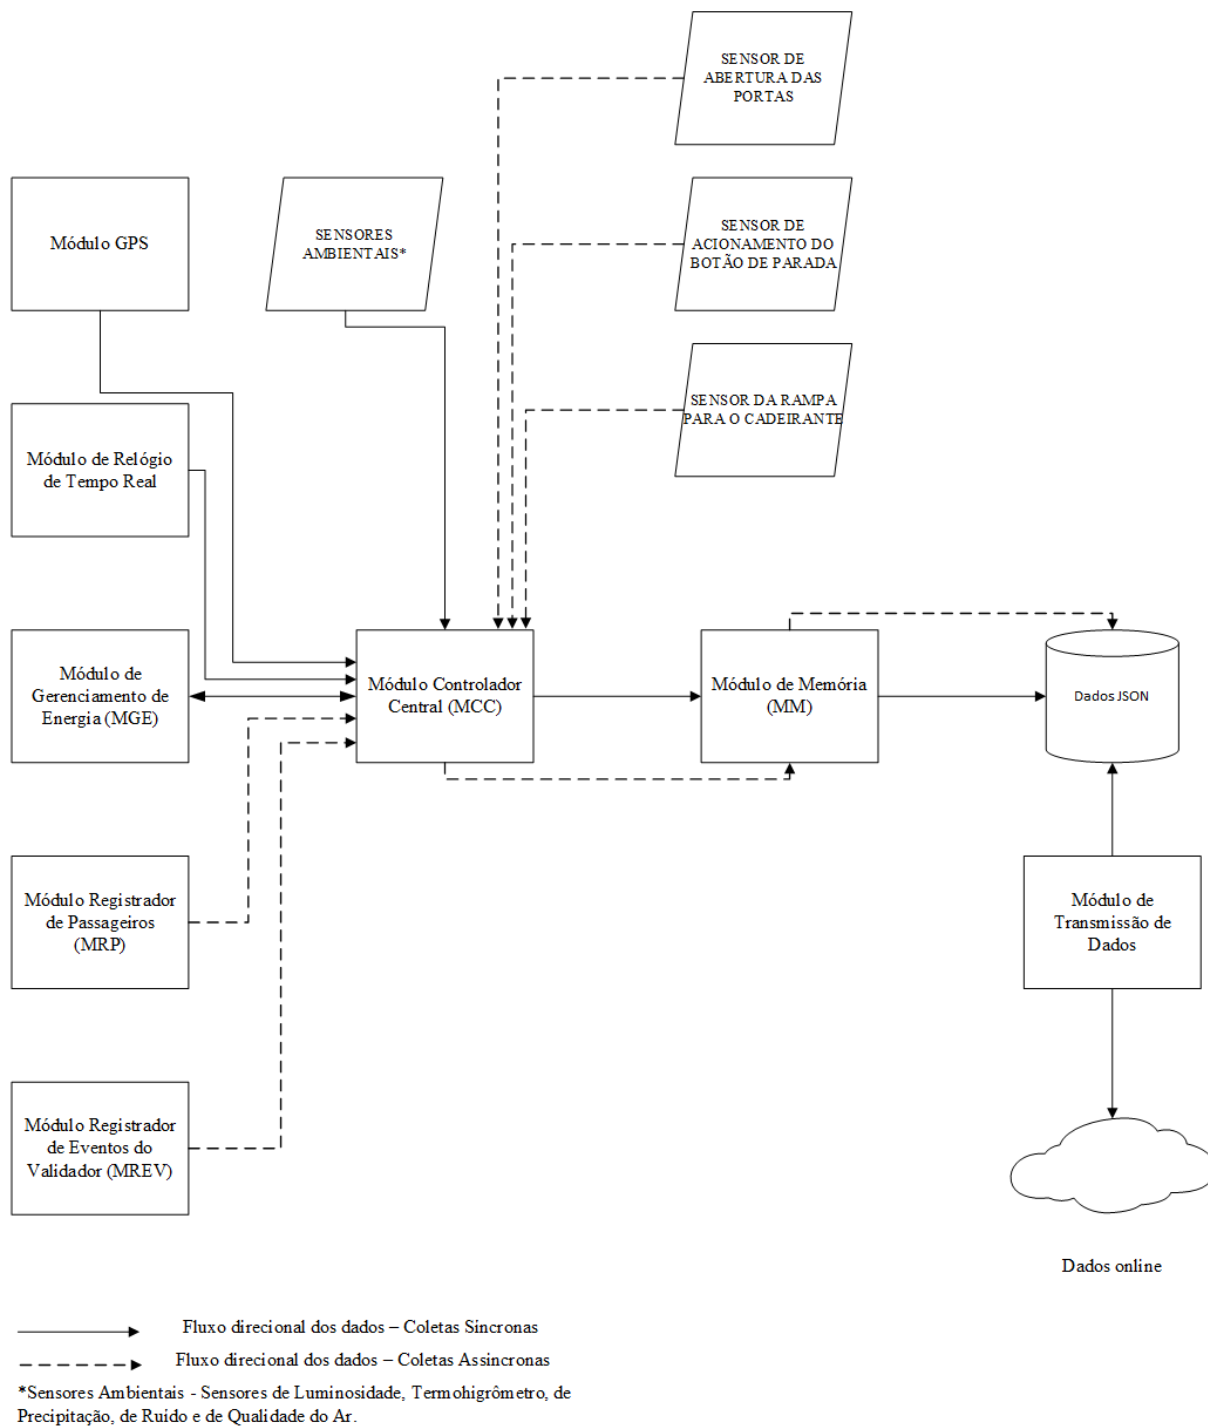 SENSOR DE
ABERTURA DAS
PORTAS
Módulo GPS
SENSORES
AMBIENTAIS*
SENSOR DE
ACIONAMENTO DO
BOTÃO DE PARADA
SENSOR DA RAMPA
PARA O CADEIRANTE
Módulo de Relógio
de Tempo Real
Módulo de
Gerenciamento de
Energia (MGE)
Módulo Controlador
Central (MCC)
Módulo de Memória
(MM)
Dados JSON
Módulo Registrador
de Passageiros
(MRP)
Módulo de
Transmissão de
Dados
Módulo Registrador
de Eventos do
Validador (MREV)
Dados online
Fluxo direcional dos dados – Coletas Síncronas
Fluxo direcional dos dados – Coletas Assincronas
*Sensores Ambientais - Sensores de Luminosidade, Termohigrômetro, de
Precipitação, de Ruído e de Qualidade do Ar.